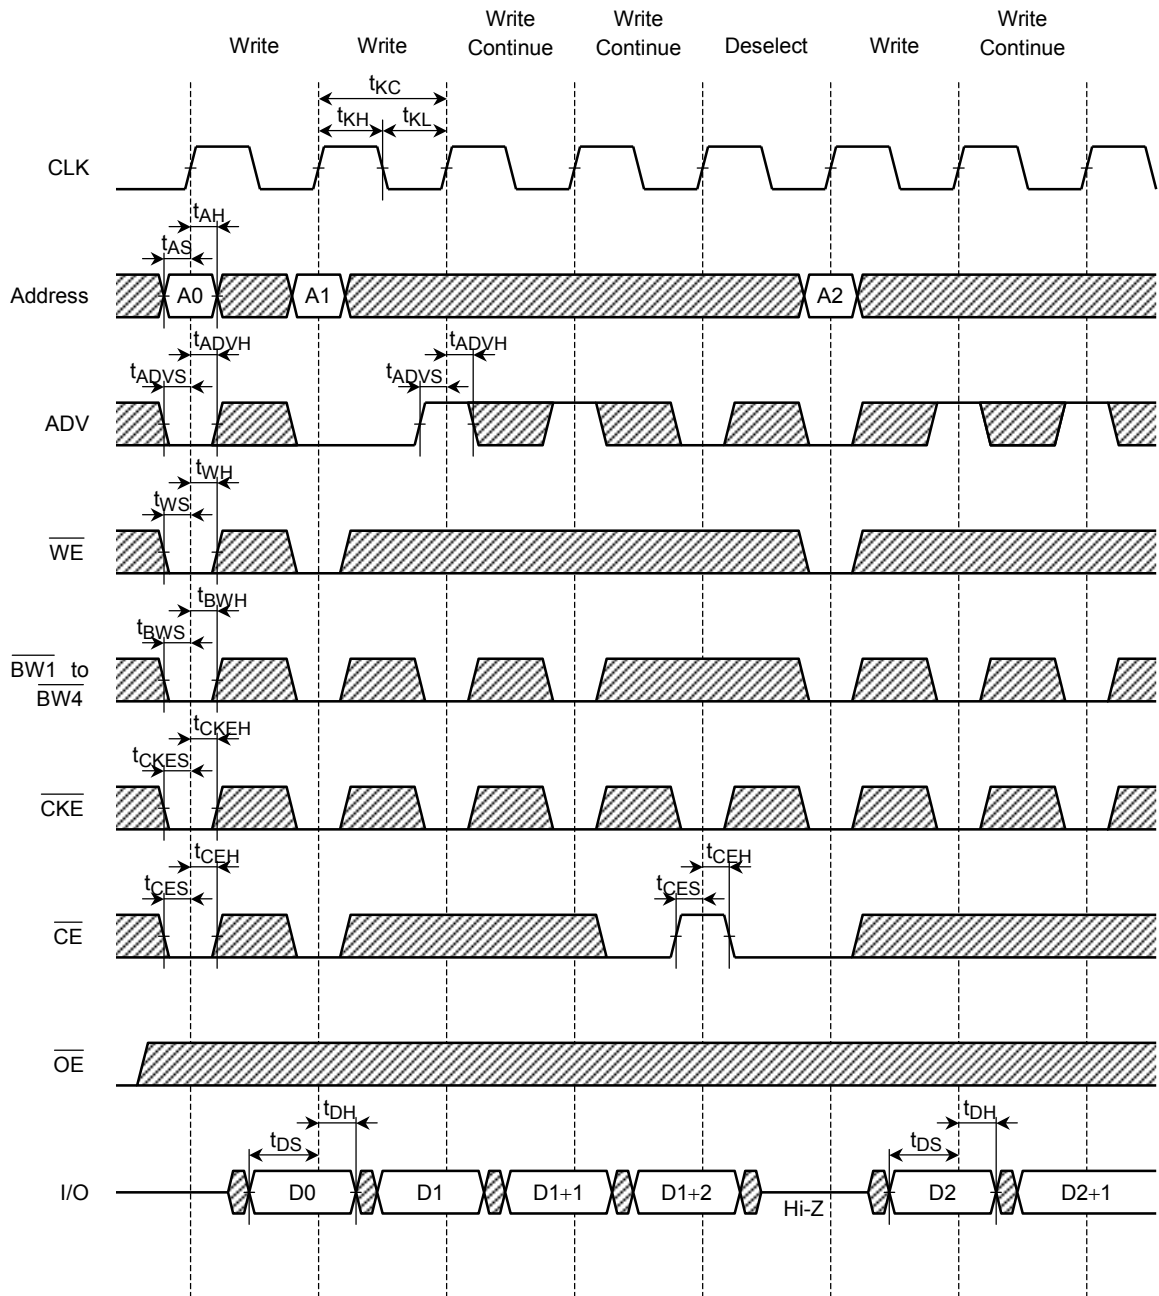 Write
Write
Write
Continue
Write
Continue
Deselect
Write
Write
Continue
tKC
tKH
tKL
CLK
tAH
tAS
Address
A0
A1
A2
tADVH
tADVS
tADVH
tADVS
ADV
tWH
tWS
WE
tBWH
tBWS
BW1 to
BW4
tCKEH
tCKES
CKE
tCEH
tCES
tCEH
tCES
CE
OE
tDH
tDS
tDH
tDS
I/O
D0
D1
D1+1
D1+2
Hi-Z
D2
D2+1